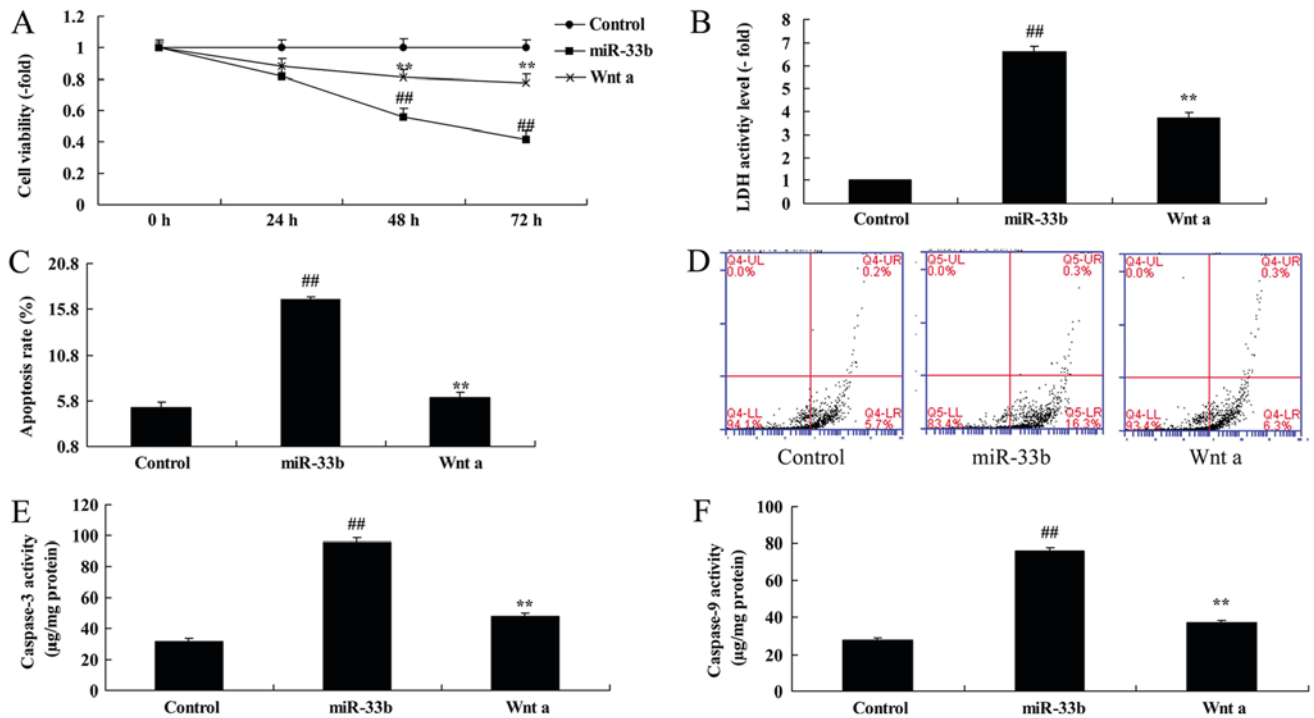 A
Cell viability (-fold)
1.2
1
0.8
0.6
0.4
0.2
0
0 h
24 h
48 h
72 h
**
**
##
##
Control
miR-33b
Wnt a
B
LDH activtiy level (- fold)
8
7
6
5
4
3
2
1
0
##
**
Control
miR-33b
Wnt a
C
Apoptosis rate (%)
20.8
15.8
10.8
5.8
0.8
##
**
Control
miR-33b
Wnt a
D
Q4-UL
0.0%
Q4-UR
0.2%
Q4-LL
94.1%
Q4-LR
5.7%
Control
Q5-UL
0.0%
Q5-UR
0.3%
Q5-LL
83.4%
Q5-LR
16.3%
miR-33b
Q4-UL
0.0%
Q4-UR
0.3%
Q4-LL
93.4%
Q4-LR
6.3%
Wnt a
E
Caspase-3 activity
(μg/mg protein)
120
100
80
60
40
20
0
##
**
Control
miR-33b
Wnt a
F
Caspase-9 activity
(μg/mg protein)
100
80
60
40
20
0
##
**
Control
miR-33b
Wnt a